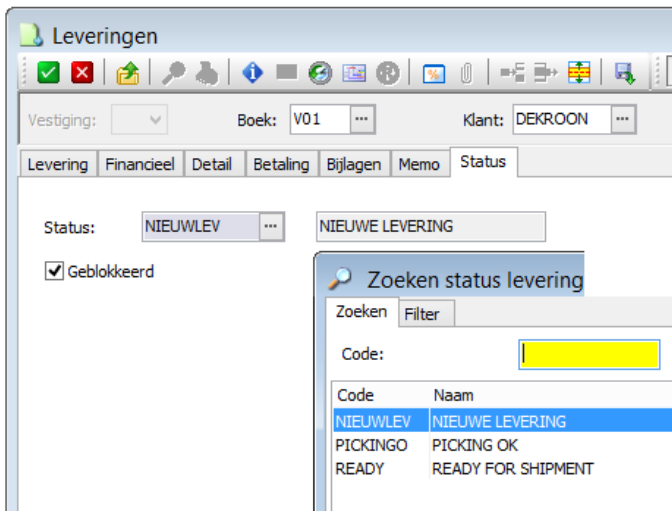 Leveringen
Vestiging: Boek: V01 ... Klant: DEKROON ...
Levering Financieel Detail Betaling Bijlagen Memo Status
Status: NIEUWLEV ... NIEUWE LEVERING
Geblokkeerd
Zoeken status levering
Zoeken Filter
Code:
Code Naam
NIEUWLEV NIEUWE LEVERING
PICKINGO PICKING OK
READY READY FOR SHIPMENT